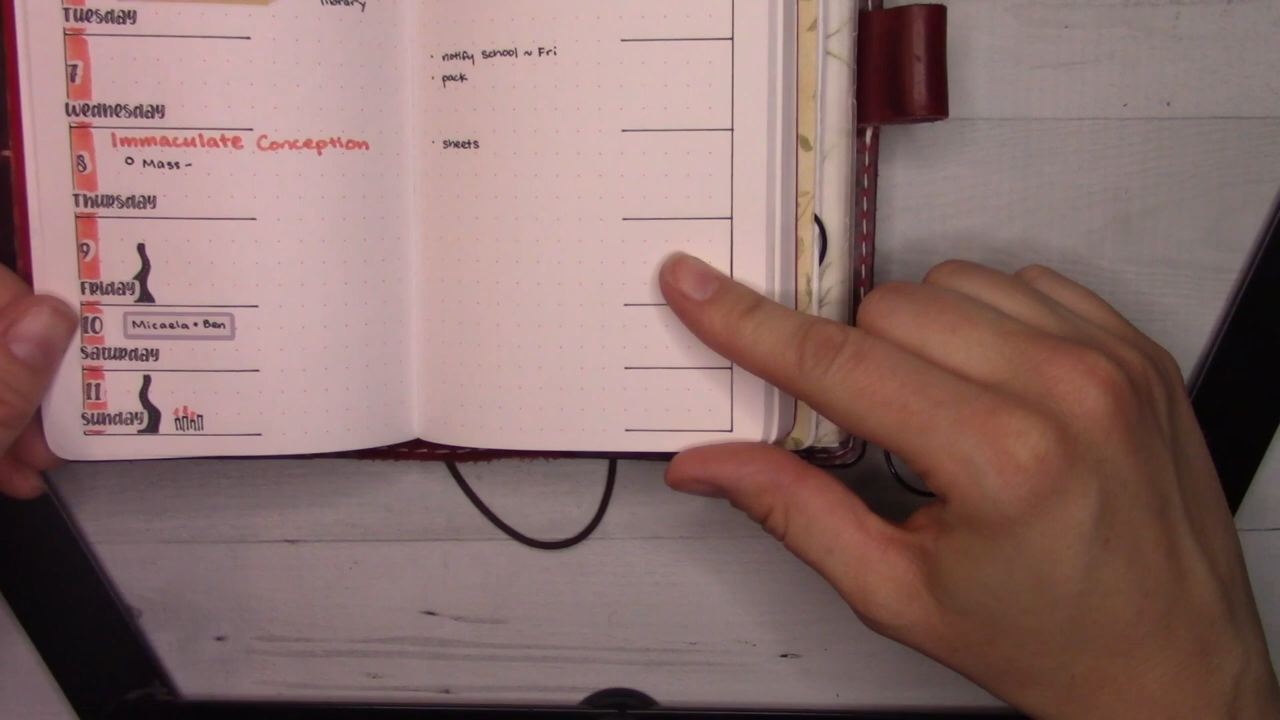 library
Tuesday
notify school ~ Fri
7
pack
Wednesday
Immaculate Conception
sheets
8
Mass -
Thursday
9
Friday
10
Micaela + Ben
Saturday
11
Sunday